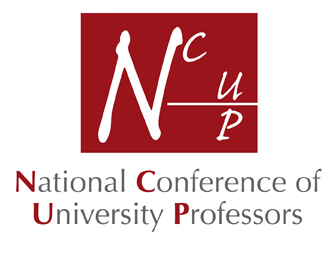 N C
U
P
National Conference of
University Professors